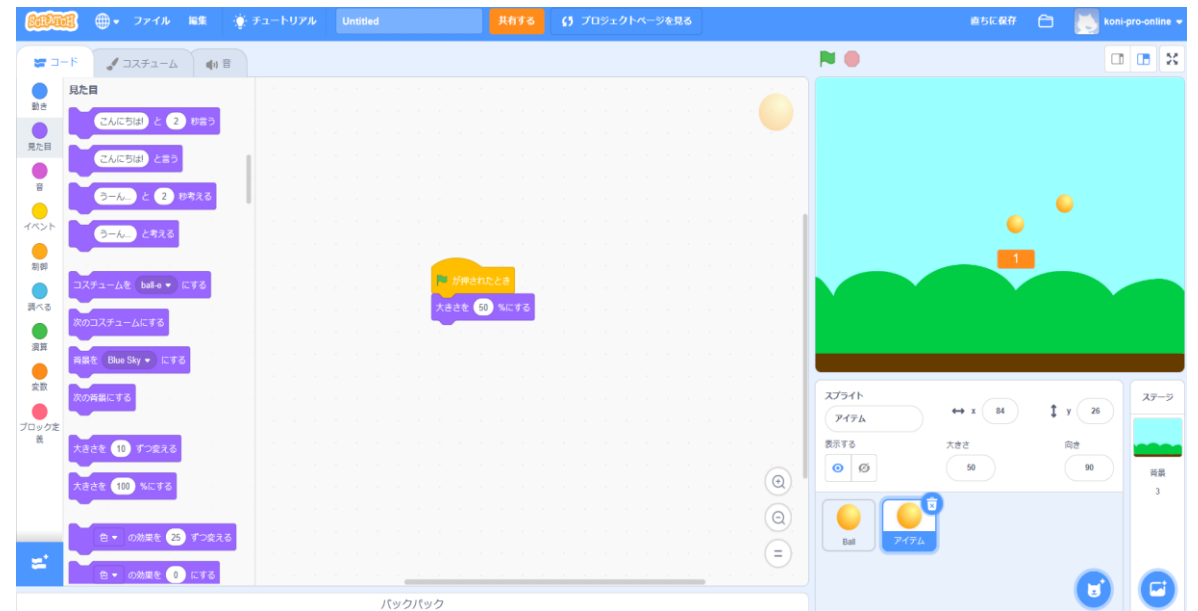 SCRATCH
ファイル
編集
チュートリアル
Untitled
共有する
プロジェクトページを見る
直ちに保存
koni-pro-online
コード
コスチューム
音
動き
見た目
音
イベント
制御
調べる
演算
変数
ブロック定義
見た目
こんにちは! と 2 秒言う
こんにちは! と言う
うーん... と 2 秒考える
うーん... と考える
コスチュームを ball-e にする
次のコスチュームにする
背景を Blue Sky にする
次の背景にする
大きさを 10 ずつ変える
大きさを 100 %にする
色 の効果を 25 ずつ変える
色 の効果を 0 にする
が押されたとき
大きさを 50 %にする
バックパック
1
スプライト
アイテム
x 84
y 26
表示する
大きさ
50
向き
90
Ball
アイテム
ステージ
背景
3